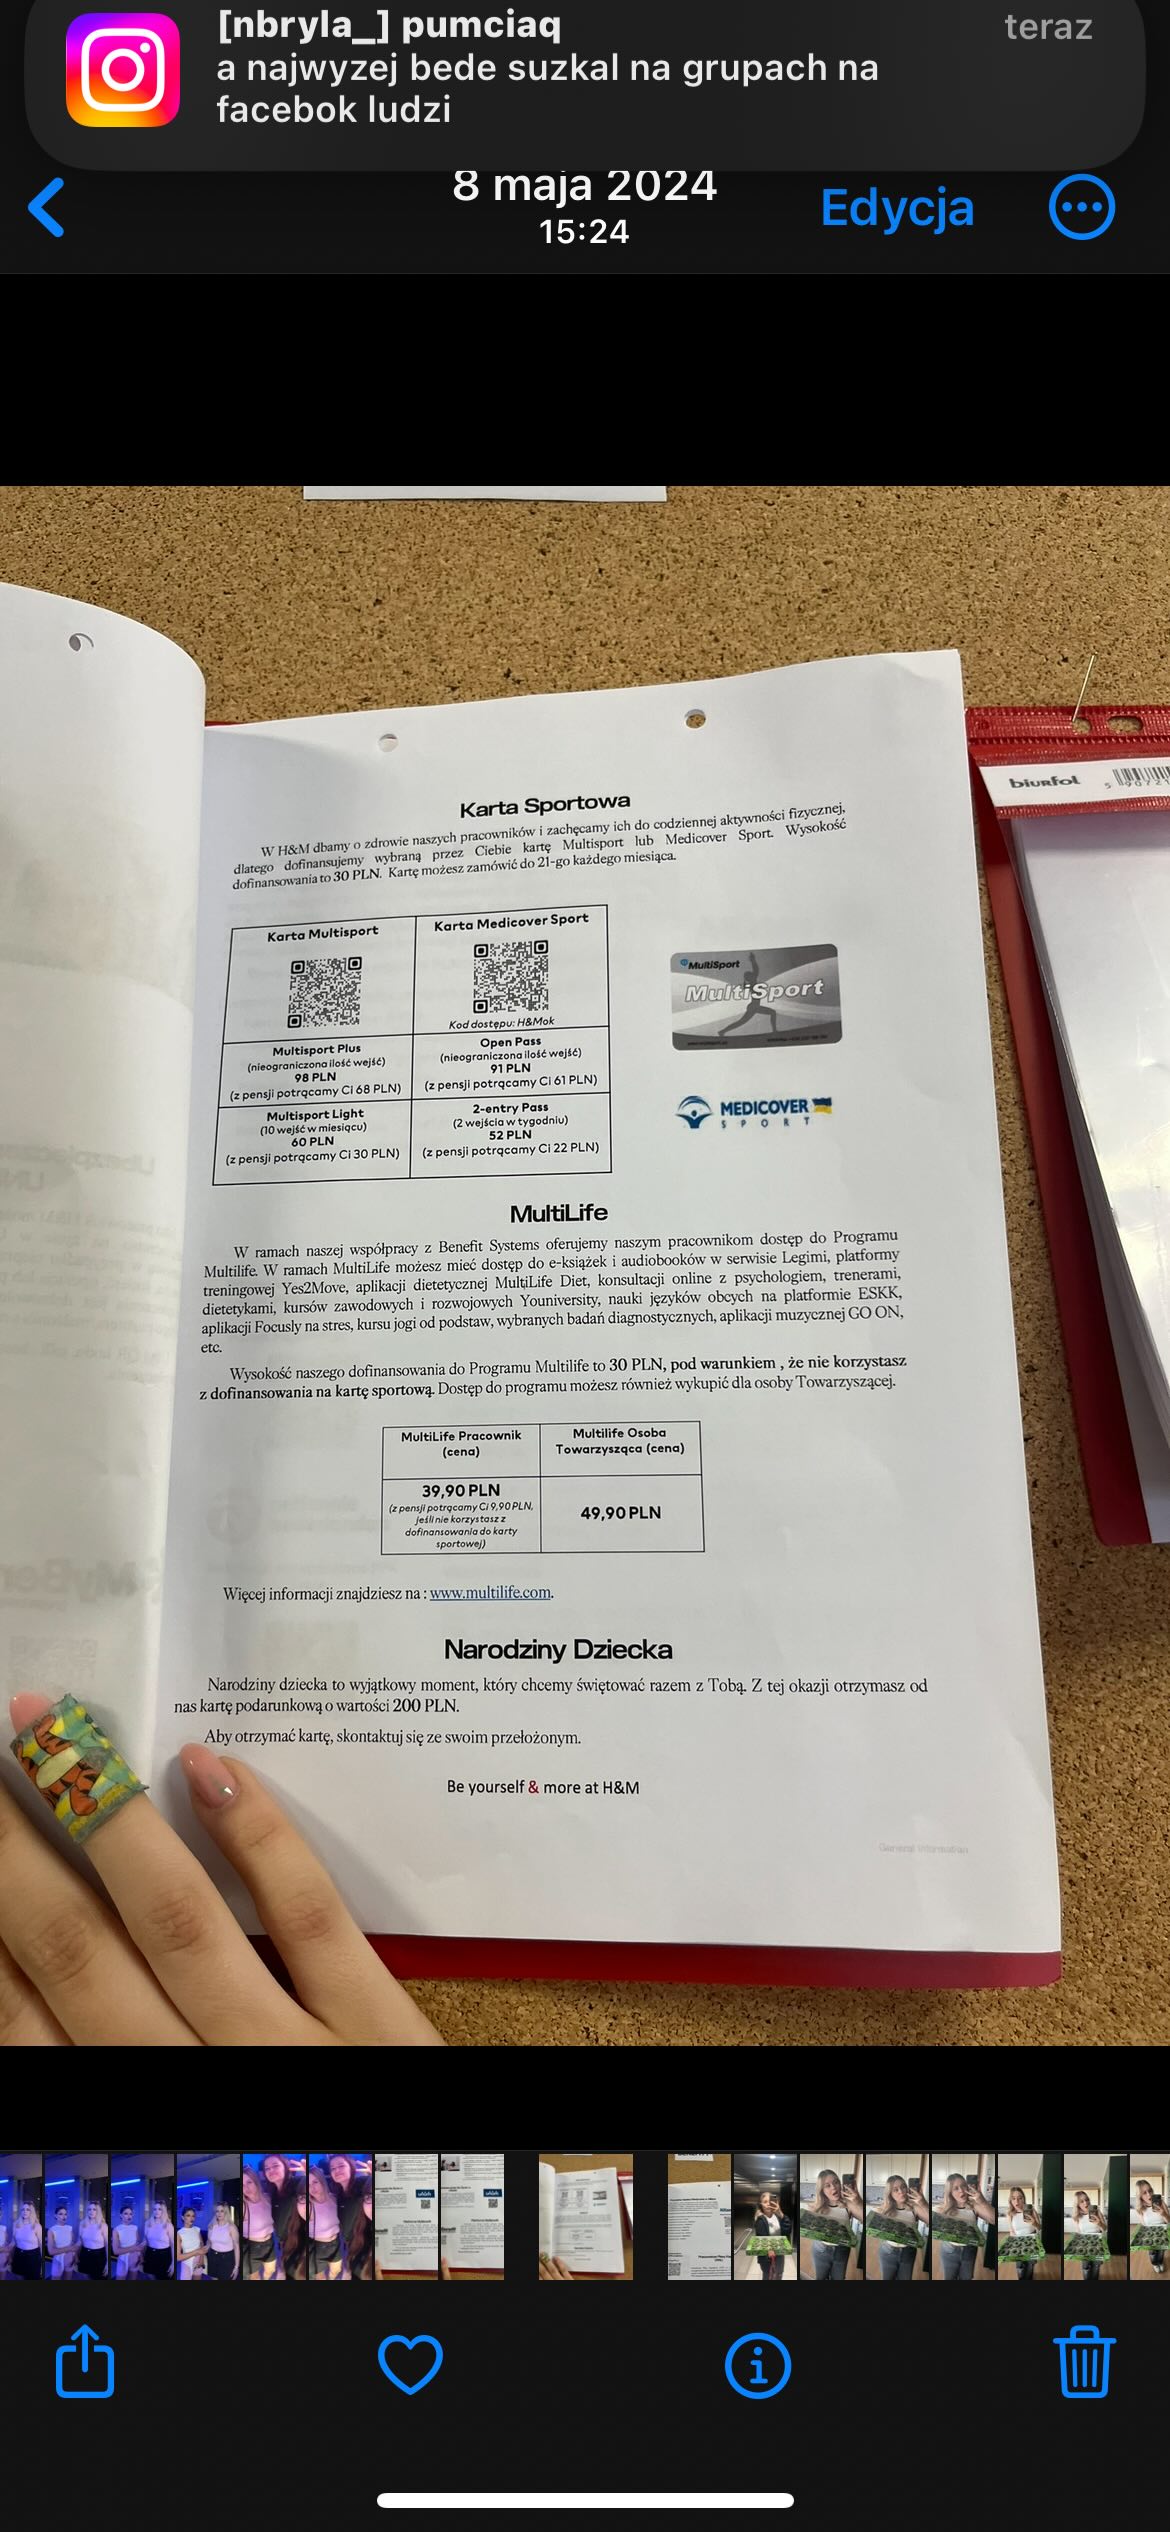 [nbryla_] pumciaq
teraz
a najwyzej bede suzkal na grupach na
facebok ludzi
8 maja 2024
15:24
Edycja
biurfol
Karta Sportowa
W H&M dbamy o zdrowie naszych pracowników i zachęcamy ich do codziennej aktywności fizycznej,
dlatego dofinansujemy wybraną przez Ciebie kartę Multisport lub Medicover Sport. Wysokość
dofinansowania to 30 PLN. Kartę możesz zamówić do 21-go każdego miesiąca.
Karta Multisport
Karta Medicover Sport
Kod dostępu: H&Mok
Multisport Plus
(nieograniczona ilość wejść)
98 PLN
(z pensji potrącamy Ci 68 PLN)
Open Pass
(nieograniczona ilość wejść)
91 PLN
(z pensji potrącamy Ci 61 PLN)
Multisport Light
(10 wejść w miesiącu)
60 PLN
(z pensji potrącamy Ci 30 PLN)
2-entry Pass
(2 wejścia w tygodniu)
52 PLN
(z pensji potrącamy Ci 22 PLN)
MultiSport
MultiSport
MEDICOVER
SPORT
MultiLife
W ramach naszej współpracy z Benefit Systems oferujemy naszym pracownikom dostęp do Programu
Multilife. W ramach MultiLife możesz mieć dostęp do e-książek i audiobooków w serwisie Legimi, platformy
treningowej Yes2Move, aplikacji dietetycznej MultiLife Diet, konsultacji online z psychologiem, trenerami,
dietetykami, kursów zawodowych i rozwojowych Youniversity, nauki języków obcych na platformie ESKK,
aplikacji Focusly na stres, kursu jogi od podstaw, wybranych badań diagnostycznych, aplikacji muzycznej GO ON,
etc.
Wysokość naszego dofinansowania do Programu Multilife to 30 PLN, pod warunkiem , że nie korzystasz
z dofinansowania na kartę sportową. Dostęp do programu możesz również wykupić dla osoby Towarzyszącej.
MultiLife Pracownik
(cena)
Multilife Osoba
Towarzysząca (cena)
39,90 PLN
(z pensji potrącamy Ci 9,90 PLN,
jeśli nie korzystasz z
dofinansowania do karty
sportowej)
49,90 PLN
Więcej informacji znajdziesz na : www.multilife.com.
Narodziny Dziecka
Narodziny dziecka to wyjątkowy moment, który chcemy świętować razem z Tobą. Z tej okazji otrzymasz od
nas kartę podarunkową o wartości 200 PLN.
Aby otrzymać kartę, skontaktuj się ze swoim przełożonym.
Be yourself & more at H&M
General Information